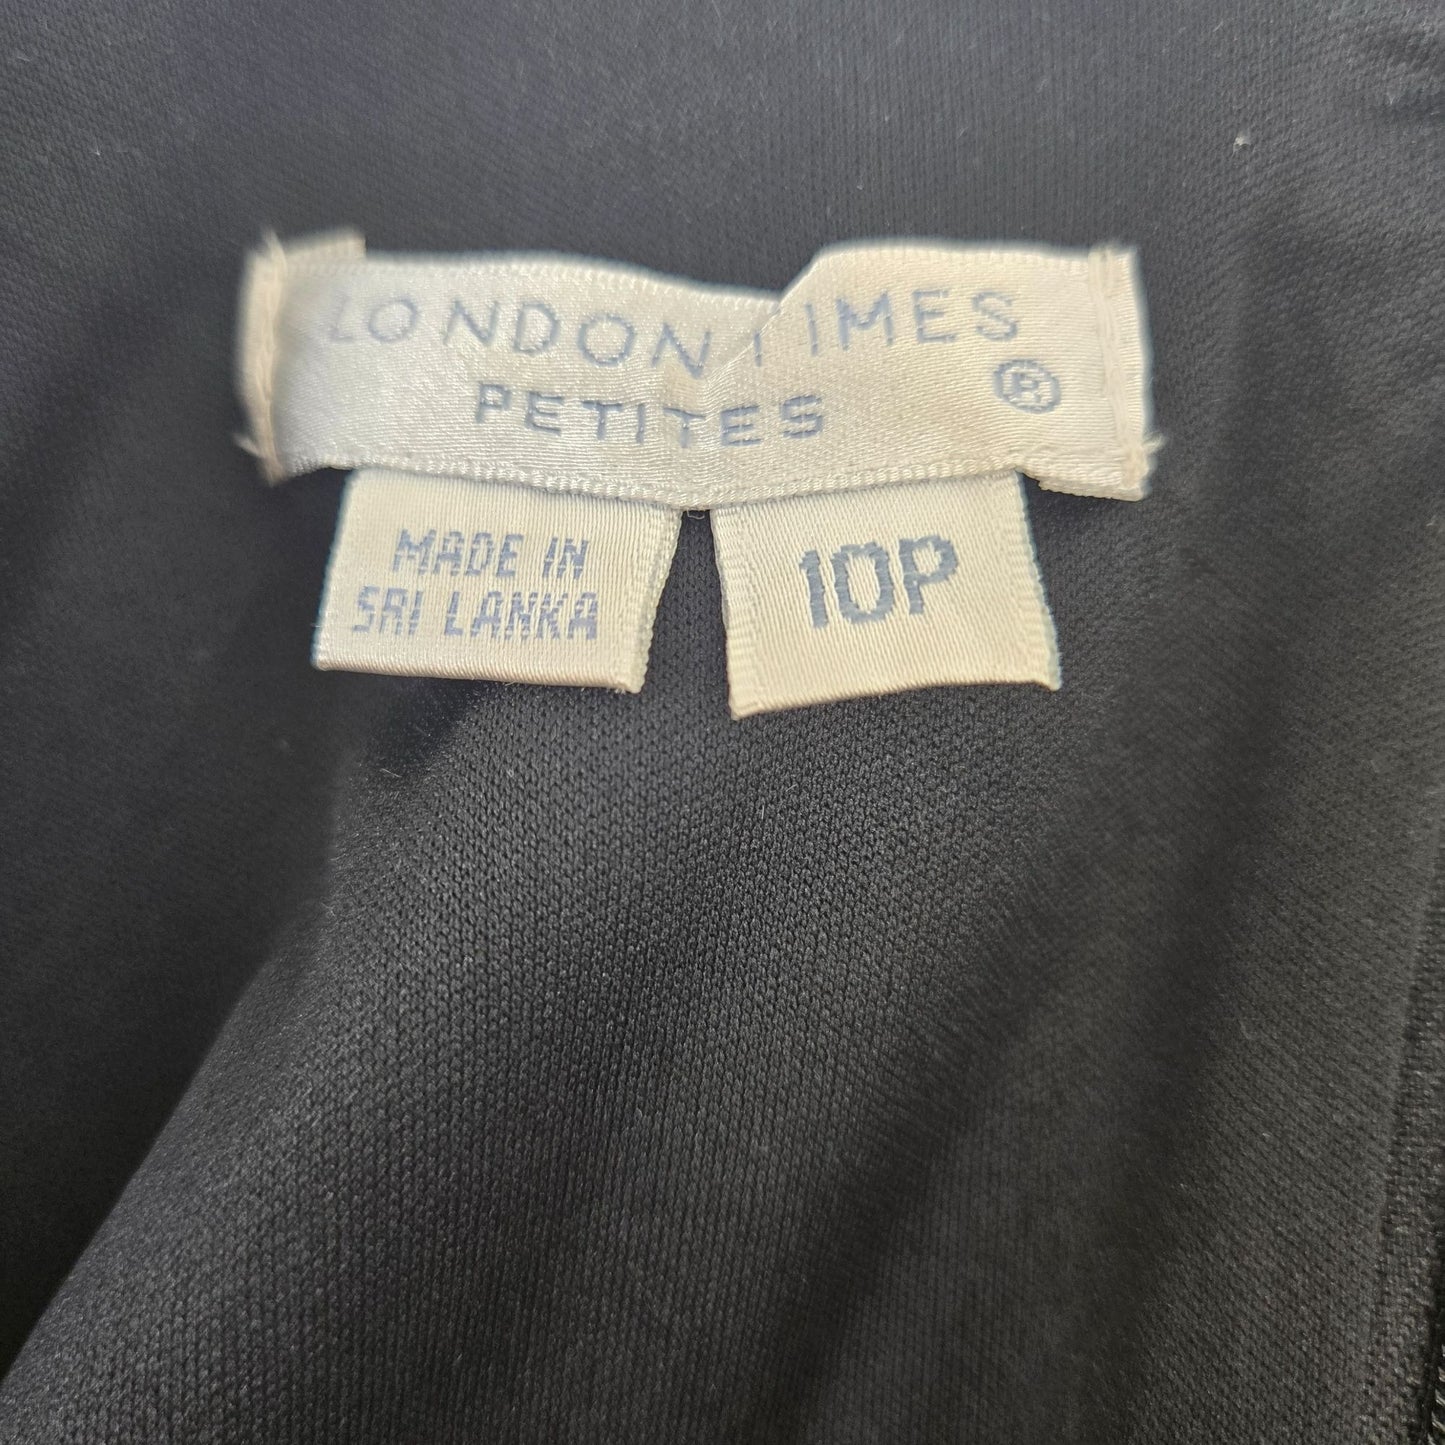 LONDON TIMES
PETITES ®
MADE IN
SRI LANKA
10P